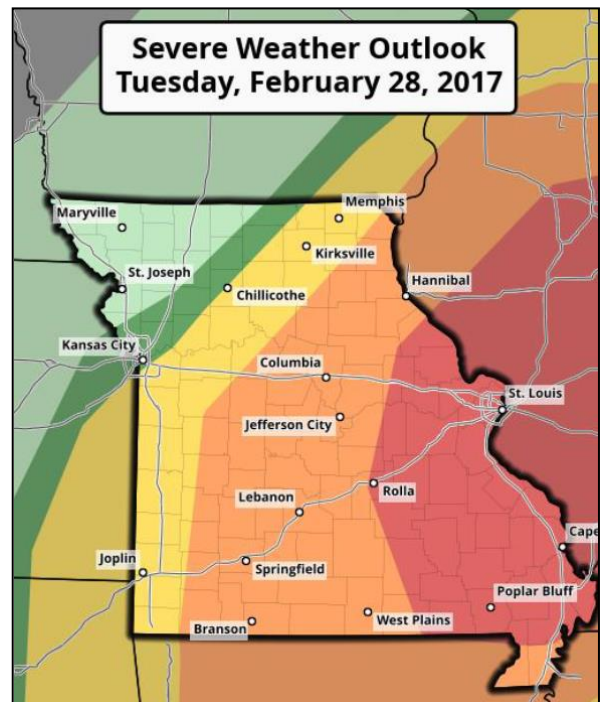 Severe Weather Outlook
Tuesday, February 28, 2017
Memphis
Maryville
Kirksville
St. Joseph
Hannibal
Chillicothe
Kansas City
Columbia
St. Louis
Jefferson City
Rolla
Lebanon
Cape
Joplin
Springfield
Poplar Bluff
West Plains
Branson